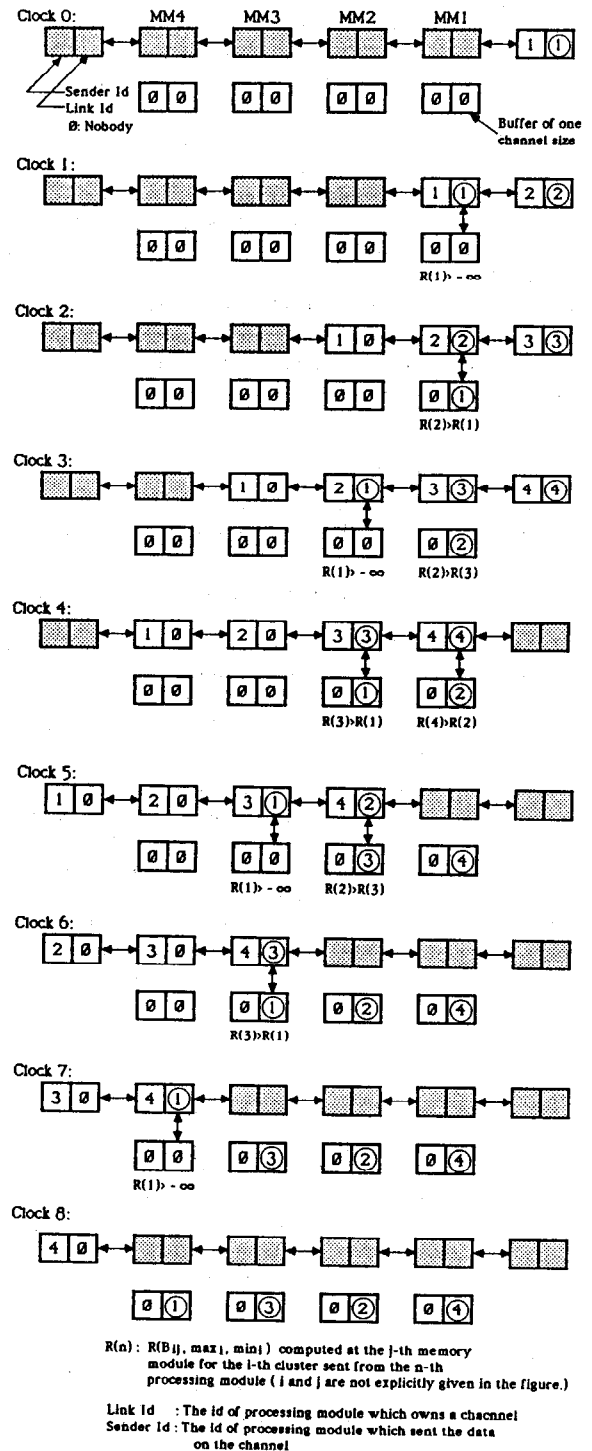 Clock 0:
MM4 MM3 MM2 MM1
1 ①
Sender Id
Link Id
Ø: Nobody
Ø Ø Ø Ø Ø Ø Ø Ø
Buffer of one
channel size
Clock 1:
1 ① 2 ②
Ø Ø Ø Ø Ø Ø Ø Ø
R(1)> - ∞
Clock 2:
1 Ø 2 ② 3 ③
Ø Ø Ø Ø Ø Ø Ø ①
R(2)>R(1)
Clock 3:
1 Ø 2 ① 3 ③ 4 ④
Ø Ø Ø Ø Ø Ø Ø ②
R(1)> - ∞ R(2)>R(3)
Clock 4:
1 Ø 2 Ø 3 ③ 4 ④
Ø Ø Ø Ø Ø ① Ø ②
R(3)>R(1) R(4)>R(2)
Clock 5:
1 Ø 2 Ø 3 ① 4 ②
Ø Ø Ø Ø Ø ③ Ø ④
R(1)> - ∞ R(2)>R(3)
Clock 6:
2 Ø 3 Ø 4 ③
Ø Ø Ø ① Ø ② Ø ④
R(3)>R(1)
Clock 7:
3 Ø 4 ①
Ø Ø Ø ③ Ø ② Ø ④
R(1)> - ∞
Clock 8:
4 Ø
Ø ① Ø ③ Ø ② Ø ④
R(n) : R(Bij, maxi, mini) computed at the j-th memory
module for the i-th cluster sent from the n-th
processing module ( i and j are not explicitly given in the figure.)
Link Id : The id of processing module which owns a chacnnel
Sender Id : The id of processing module which sent the data
on the channel